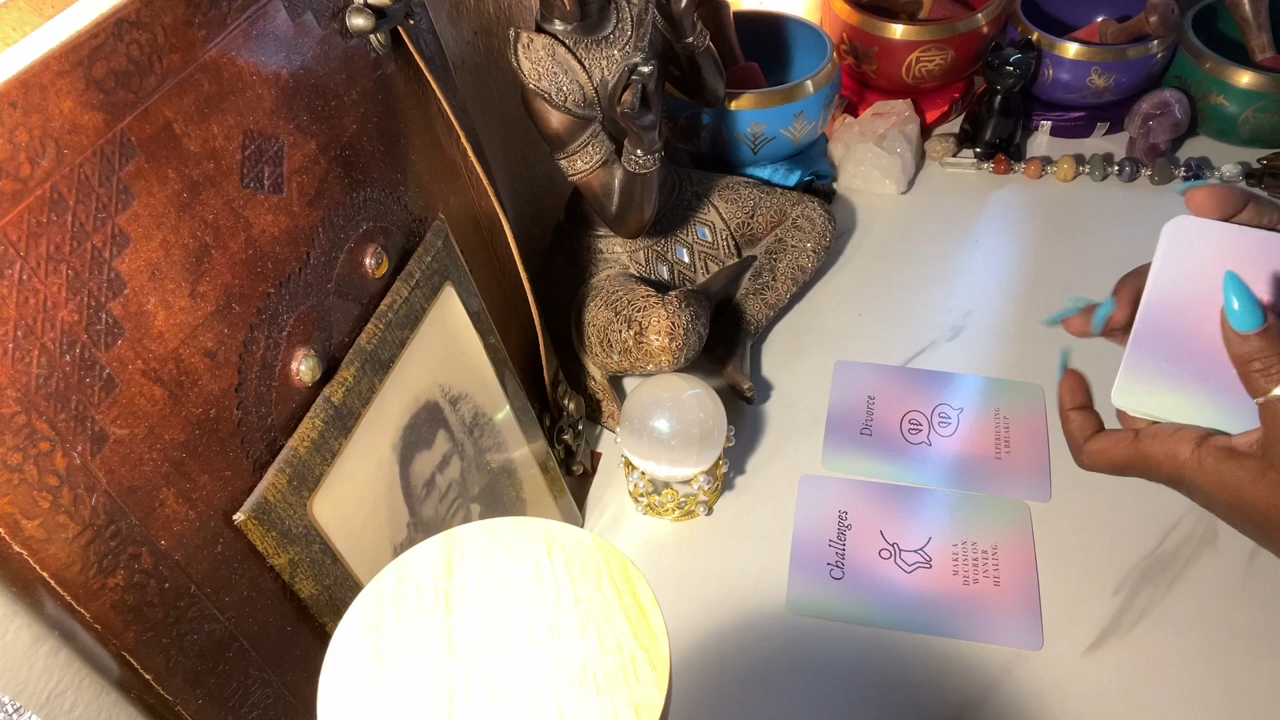 Divorce
EXPERIENCING
A BREAKUP
Challenges
MAKE A
DECISION.
WORK ON
INNER
HEALING.